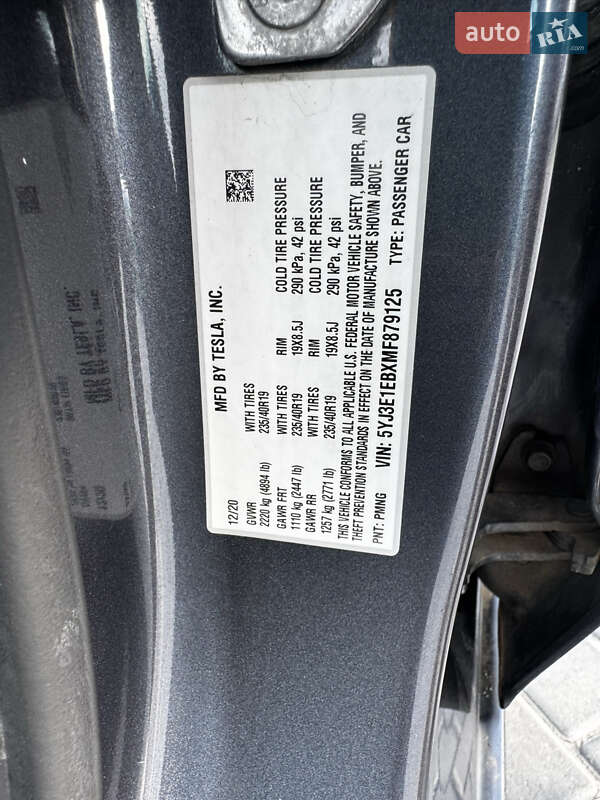 auto RIA .com
MFD BY TESLA, INC.
12/20
GVWR WITH TIRES RIM COLD TIRE PRESSURE
2220 kg (4894 lb) 235/40R19 19X8.5J 290 kPa, 42 psi
GAWR FRT WITH TIRES RIM COLD TIRE PRESSURE
1110 kg (2447 lb) 235/40R19 19X8.5J 290 kPa, 42 psi
GAWR RR WITH TIRES
1257 kg (2771 lb) 235/40R19
THIS VEHICLE CONFORMS TO ALL APPLICABLE U.S. FEDERAL MOTOR VEHICLE SAFETY, BUMPER, AND
THEFT PREVENTION STANDARDS IN EFFECT ON THE DATE OF MANUFACTURE SHOWN ABOVE.
PNT: PMNG VIN: 5YJ3E1EBXMF879125 TYPE: PASSENGER CAR